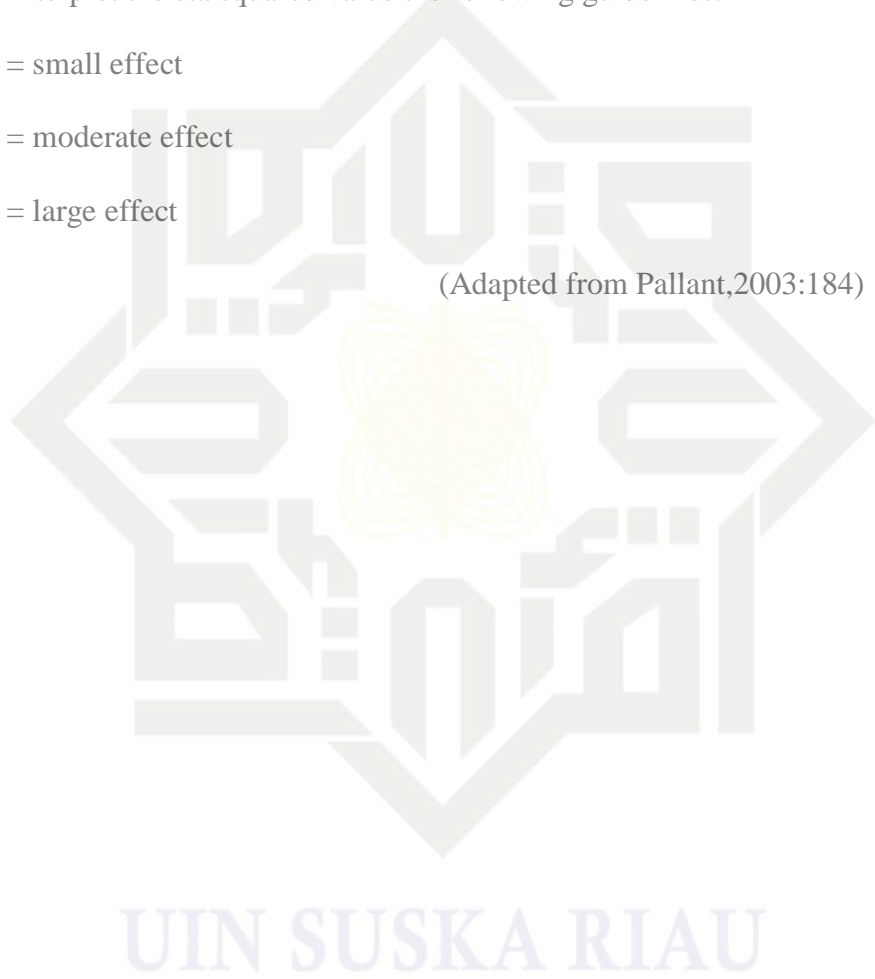 = small effect
= moderate effect
= large effect
(Adapted from Pallant,2003:184)
UIN SUSKA RIAU